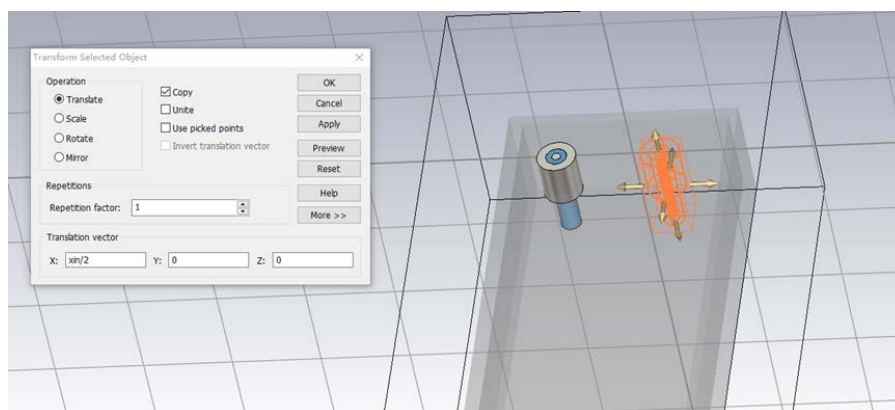 Transform Selected Object
Operation
Translate
Scale
Rotate
Mirror
Copy
Unite
Use picked points
Invert translation vector
OK
Cancel
Apply
Preview
Reset
Help
More >>
Repetitions
Repetition factor: 1
Translation vector
X: xin/2 Y: 0 Z: 0